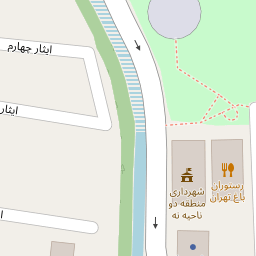 ایثار چهارم
ایثار
شهرداری
منطقه دو
ناحیه نه
رستوران
باغ تهران